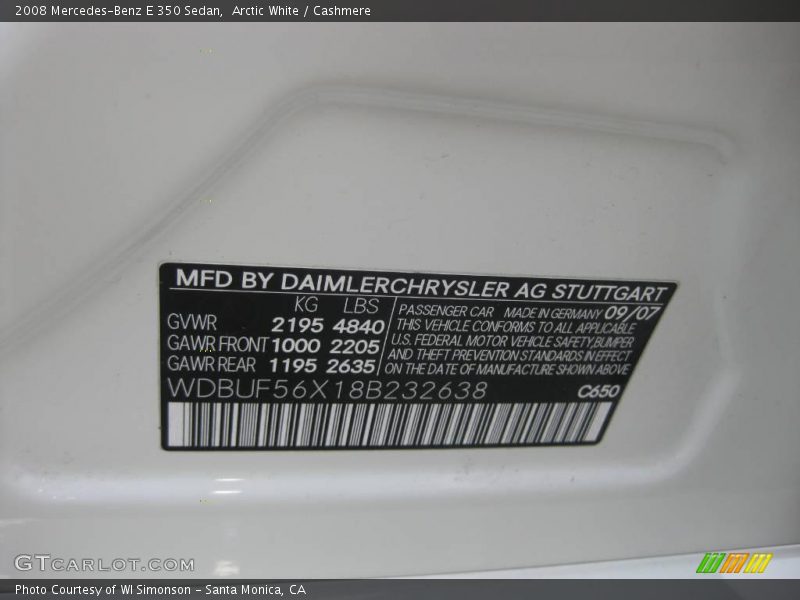 2008 Mercedes-Benz E 350 Sedan, Arctic White / Cashmere
MFD BY DAIMLERCHRYSLER AG STUTTGART
KG LBS
GVWR 2195 4840
GAWR FRONT 1000 2205
GAWR REAR 1195 2635
PASSENGER CAR MADE IN GERMANY 09/07
THIS VEHICLE CONFORMS TO ALL APPLICABLE
U.S. FEDERAL MOTOR VEHICLE SAFETY,BUMPER
AND THEFT PREVENTION STANDARDS IN EFFECT
ON THE DATE OF MANUFACTURE SHOWN ABOVE
WDBUF56X18B232638 C650
GTCARLOT.COM
Photo Courtesy of WI Simonson - Santa Monica, CA